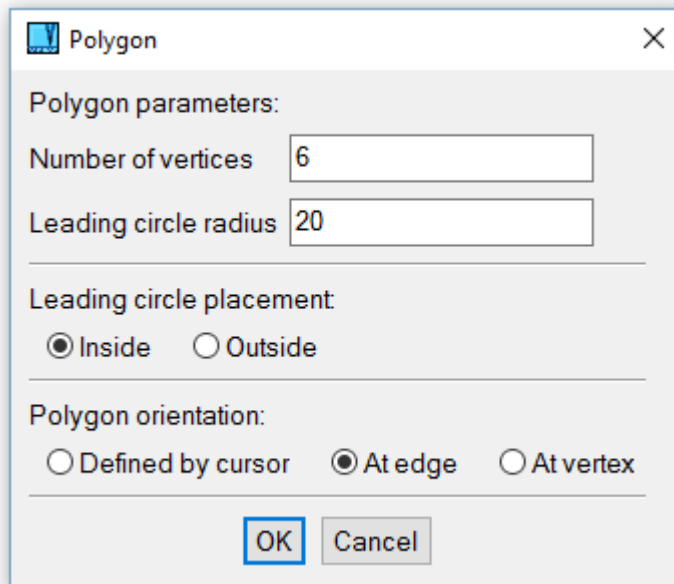 Polygon
Polygon parameters:
Number of vertices 6
Leading circle radius 20
Leading circle placement:
Inside Outside
Polygon orientation:
Defined by cursor At edge At vertex
OK Cancel